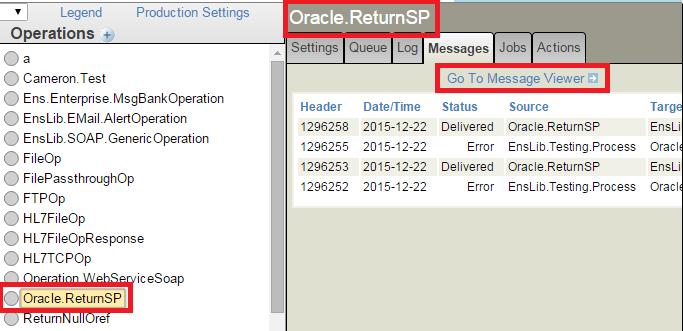 Legend Production Settings
Operations
a
Cameron.Test
Ens.Enterprise.MsgBankOperation
EnsLib.EMail.AlertOperation
EnsLib.SOAP.GenericOperation
FileOp
FilePassthroughOp
FTPOp
HL7FileOp
HL7FileOpResponse
HL7TCPOp
Operation.WebServiceSoap
Oracle.ReturnSP
ReturnNullOref
Oracle.ReturnSP
Settings Queue Log Messages Jobs Actions
Go To Message Viewer
Header Date/Time Status Source Targe
1296258 2015-12-22 Delivered Oracle.ReturnSP EnsLi
1296255 2015-12-22 Error EnsLib.Testing.Process Oracl
1296253 2015-12-22 Delivered Oracle.ReturnSP EnsLi
1296252 2015-12-22 Error EnsLib.Testing.Process Oracl